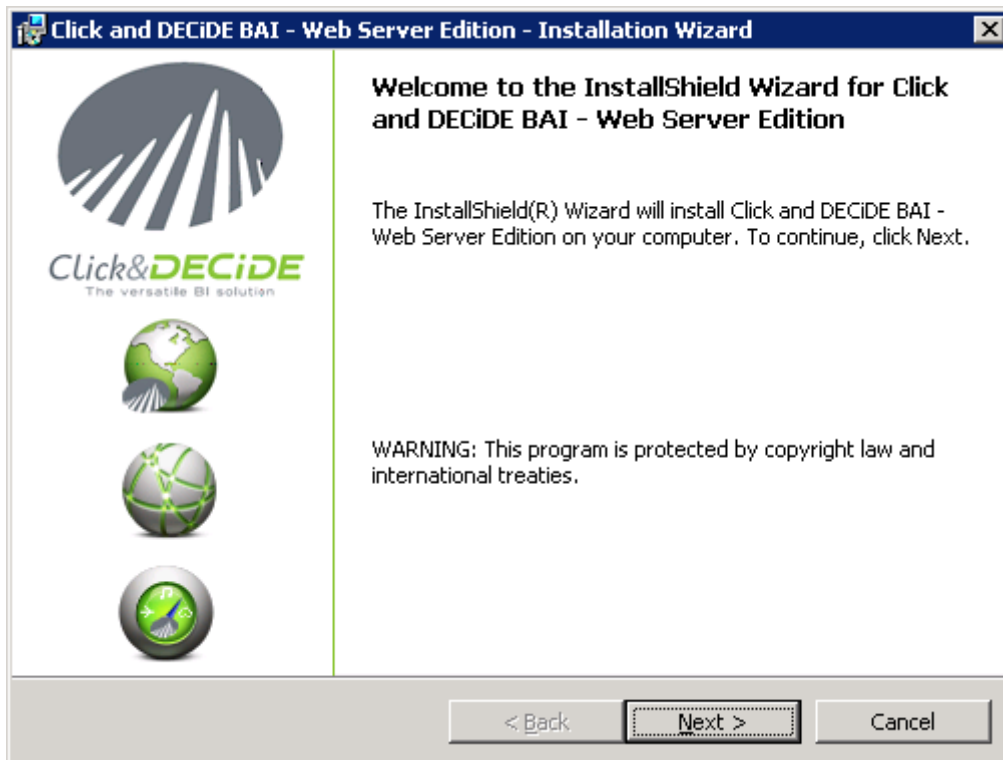 Click and DECiDE BAI - Web Server Edition - Installation Wizard
Welcome to the InstallShield Wizard for Click
and DECiDE BAI - Web Server Edition
The InstallShield(R) Wizard will install Click and DECiDE BAI -
Web Server Edition on your computer. To continue, click Next.
Click&DECiDE
The versatile BI solution
WARNING: This program is protected by copyright law and
international treaties.
< Back
Next >
Cancel